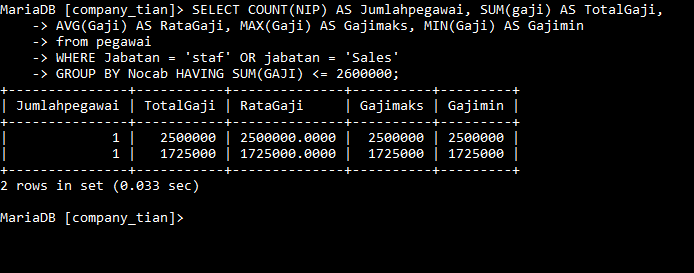 MariaDB [company_tian]> SELECT COUNT(NIP) AS Jumlahpegawai, SUM(gaji) AS TotalGaji,
    -> AVG(Gaji) AS RataGaji, MAX(Gaji) AS Gajimaks, MIN(Gaji) AS Gajimin
    -> from pegawai
    -> WHERE Jabatan = 'staf' OR jabatan = 'Sales'
    -> GROUP BY Nocab HAVING SUM(GAJI) <= 2600000;
+---------------+-----------+--------------+----------+---------+
| Jumlahpegawai | TotalGaji | RataGaji     | Gajimaks | Gajimin |
+---------------+-----------+--------------+----------+---------+
|             1 |   2500000 | 2500000.0000 |  2500000 | 2500000 |
|             1 |   1725000 | 1725000.0000 |  1725000 | 1725000 |
+---------------+-----------+--------------+----------+---------+
2 rows in set (0.033 sec)

MariaDB [company_tian]>